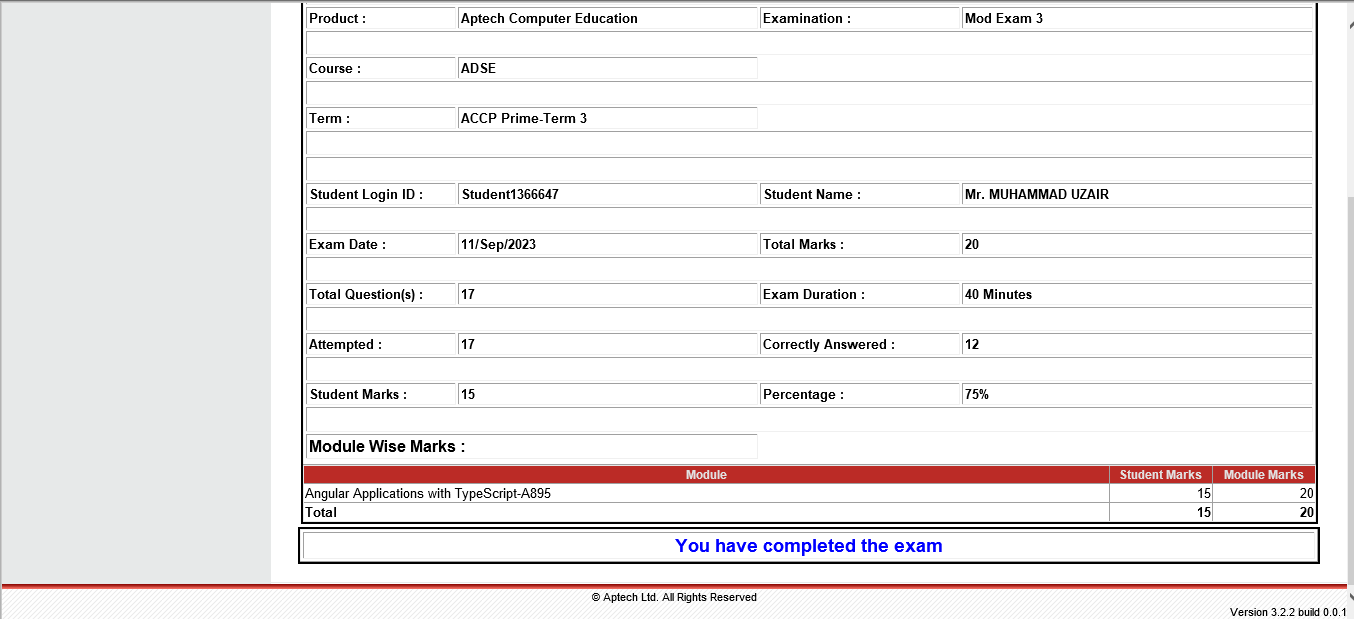 Product : Aptech Computer Education Examination : Mod Exam 3
Course : ADSE
Term : ACCP Prime-Term 3
Student Login ID : Student1366647 Student Name : Mr. MUHAMMAD UZAIR
Exam Date : 11/Sep/2023 Total Marks : 20
Total Question(s) : 17 Exam Duration : 40 Minutes
Attempted : 17 Correctly Answered : 12
Student Marks : 15 Percentage : 75%
Module Wise Marks :
Module Student Marks Module Marks
Angular Applications with TypeScript-A895 15 20
Total 15 20
You have completed the exam
© Aptech Ltd. All Rights Reserved
Version 3.2.2 build 0.0.1